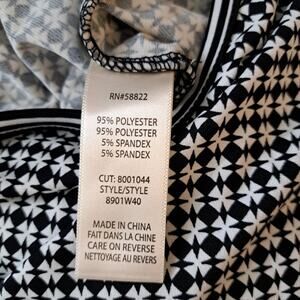 RN#58822
95% POLYESTER
95% POLYESTER
5% SPANDEX
5% SPANDEX
CUT: 8001044
STYLE/STYLE
8901W40
MADE IN CHINA
FAIT DANS LA CHINE
CARE ON REVERSE
NETTOYAGE AU REVERS